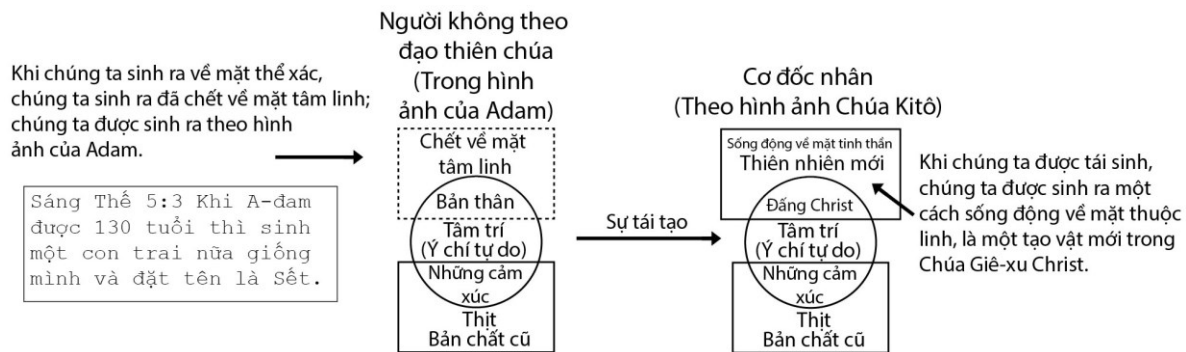 Khi chúng ta sinh ra về mặt thể xác,
chúng ta sinh ra đã chết về mặt tâm linh;
chúng ta được sinh ra theo hình
ảnh của Adam.
Sáng Thế 5:3 Khi A-đam
được 130 tuổi thì sinh
một con trai nữa giống
mình và đặt tên là Sết.
Người không theo
đạo thiên chúa
(Trong hình
ảnh của Adam)
Chết về mặt
tâm linh
Bản thân
Tâm trí
(Ý chí tự do)
Những cảm
xúc
Thịt
Bản chất cũ
Sự tái tạo
Cơ đốc nhân
(Theo hình ảnh Chúa Kitô)
Sống động về mặt tinh thần
Thiên nhiên mới
Đấng Christ
Tâm trí
(Ý chí tự do)
Những cảm
xúc
Thịt
Bản chất cũ
Khi chúng ta được tái sinh,
chúng ta được sinh ra một
cách sống động về mặt thuộc
linh, là một tạo vật mới trong
Chúa Giê-xu Christ.